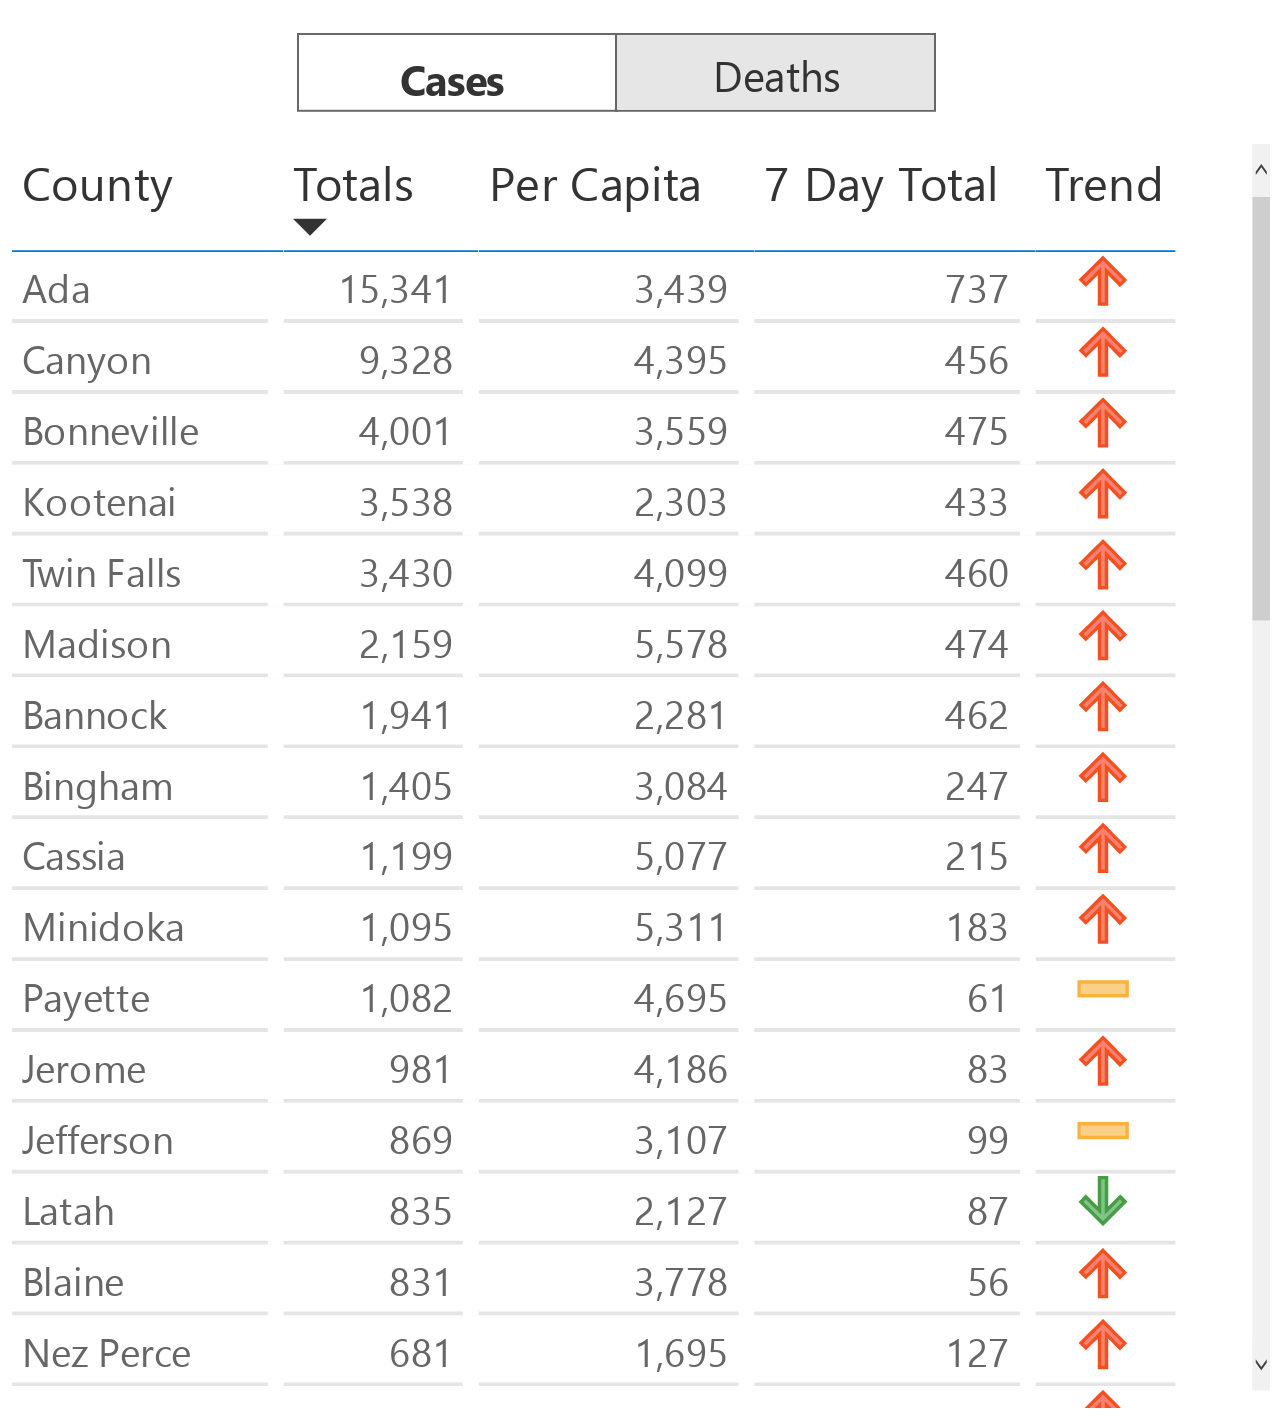 Cases Deaths
County Totals Per Capita 7 Day Total Trend
Ada 15,341 3,439 737
Canyon 9,328 4,395 456
Bonneville 4,001 3,559 475
Kootenai 3,538 2,303 433
Twin Falls 3,430 4,099 460
Madison 2,159 5,578 474
Bannock 1,941 2,281 462
Bingham 1,405 3,084 247
Cassia 1,199 5,077 215
Minidoka 1,095 5,311 183
Payette 1,082 4,695 61
Jerome 981 4,186 83
Jefferson 869 3,107 99
Latah 835 2,127 87
Blaine 831 3,778 56
Nez Perce 681 1,695 127